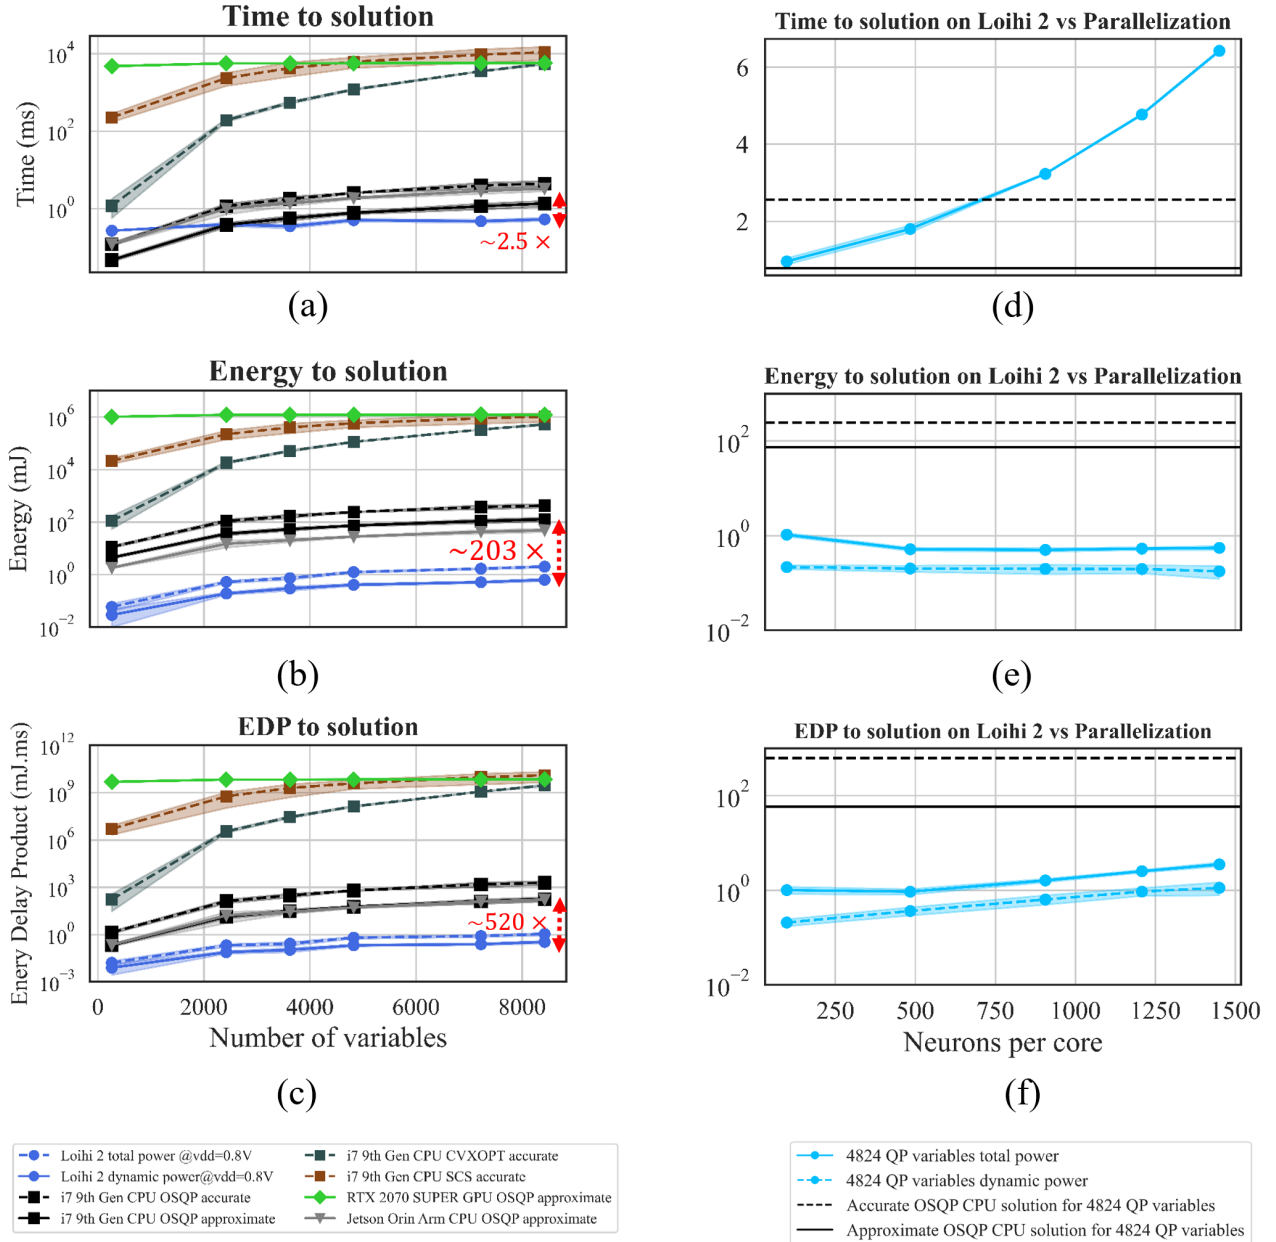 Time to solution
Time (ms)
10^4
10^2
10^0
~2.5 ×
(a)
Time to solution on Loihi 2 vs Parallelization
6
4
2
(d)
Energy to solution
Energy (mJ)
10^6
10^4
10^2
10^0
10^−2
~203 ×
(b)
Energy to solution on Loihi 2 vs Parallelization
10^2
10^0
10^−2
(e)
EDP to solution
Enery Delay Product (mJ.ms)
10^12
10^9
10^6
10^3
10^0
10^−3
~520 ×
0 2000 4000 6000 8000
Number of variables
(c)
EDP to solution on Loihi 2 vs Parallelization
10^2
10^0
10^−2
250 500 750 1000 1250 1500
Neurons per core
(f)
Loihi 2 total power @vdd=0.8V
Loihi 2 dynamic power@vdd=0.8V
i7 9th Gen CPU OSQP accurate
i7 9th Gen CPU OSQP approximate
i7 9th Gen CPU CVXOPT accurate
i7 9th Gen CPU SCS accurate
RTX 2070 SUPER GPU OSQP approximate
Jetson Orin Arm CPU OSQP approximate
4824 QP variables total power
4824 QP variables dynamic power
Accurate OSQP CPU solution for 4824 QP variables
Approximate OSQP CPU solution for 4824 QP variables